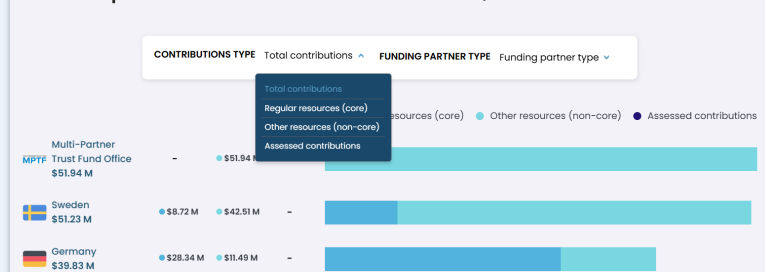 CONTRIBUTIONS TYPE Total contributions FUNDING PARTNER TYPE Funding partner type
Total contributions
Regular resources (core)
Other resources (non-core)
Assessed contributions
resources (core) Other resources (non-core) Assessed contributions
Multi-Partner
MPTF Trust Fund Office - $51.94 M
$51.94 M
Sweden
$51.23 M $8.72 M $42.51 M -
Germany
$39.83 M $28.34 M $11.49 M -